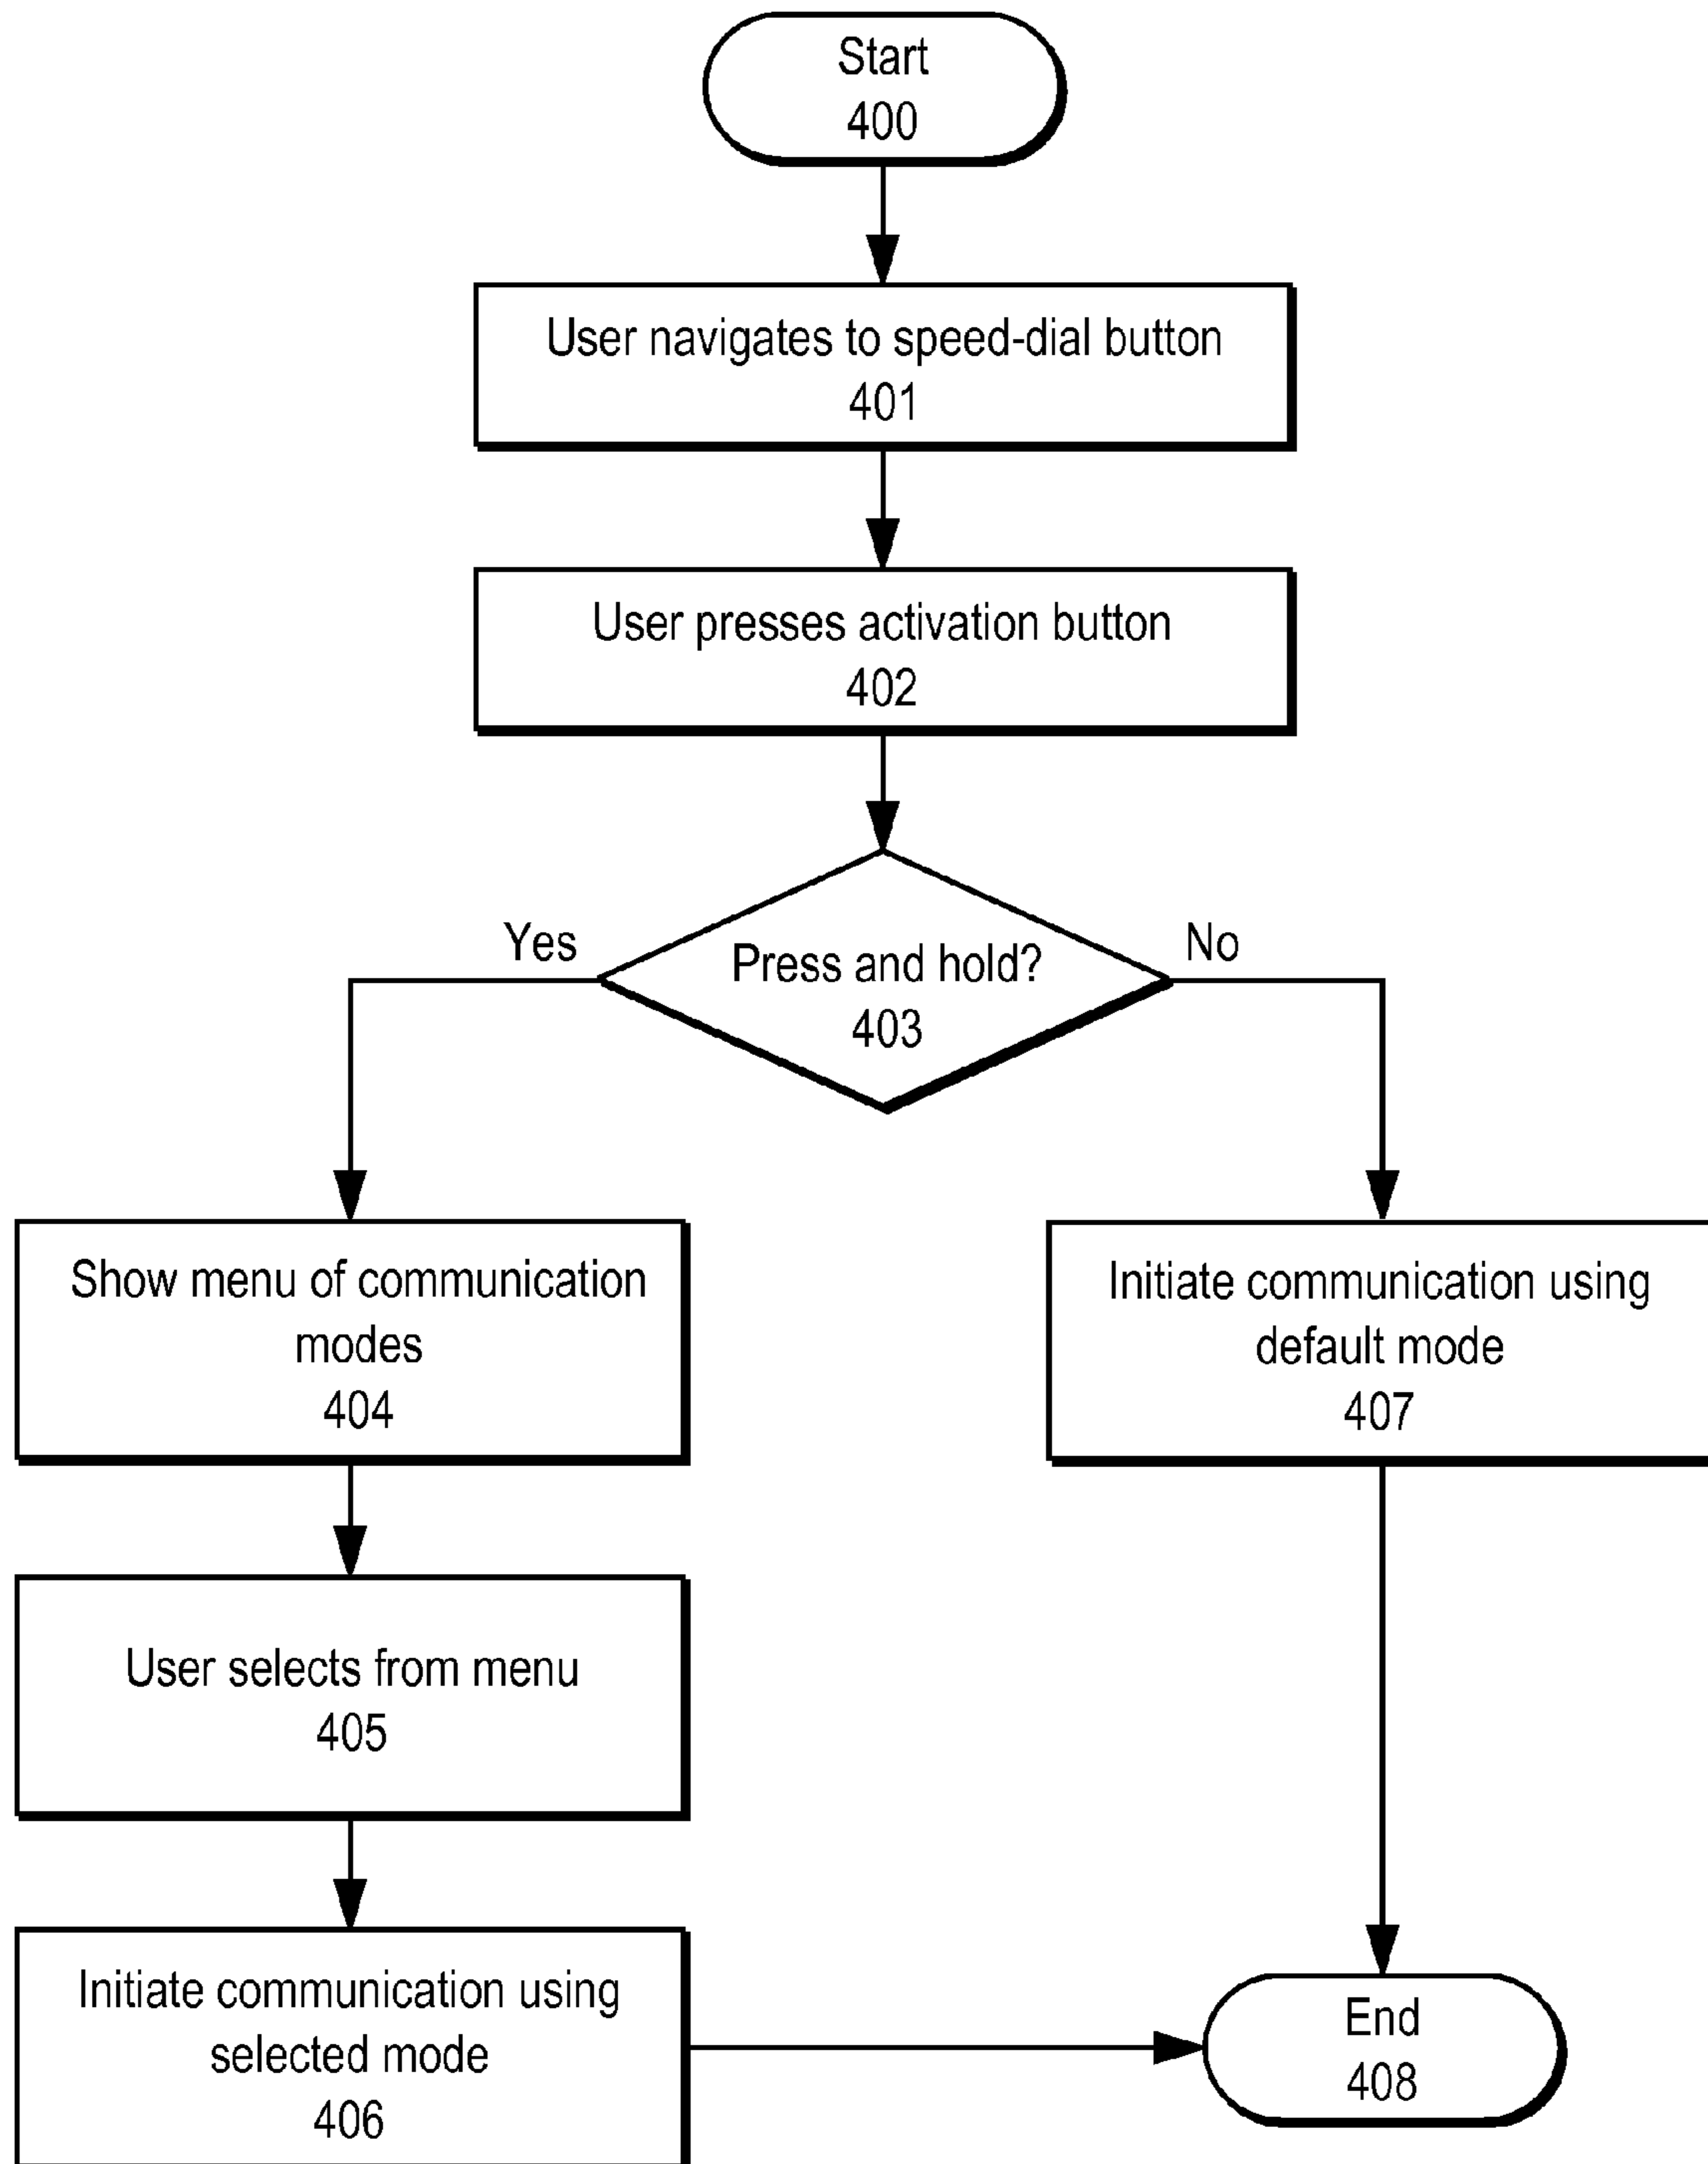 Start
400
User navigates to speed-dial button
401
User presses activation button
402
Yes
Press and hold?
403
No
Show menu of communication
modes
404
Initiate communication using
default mode
407
User selects from menu
405
Initiate communication using
selected mode
406
End
408